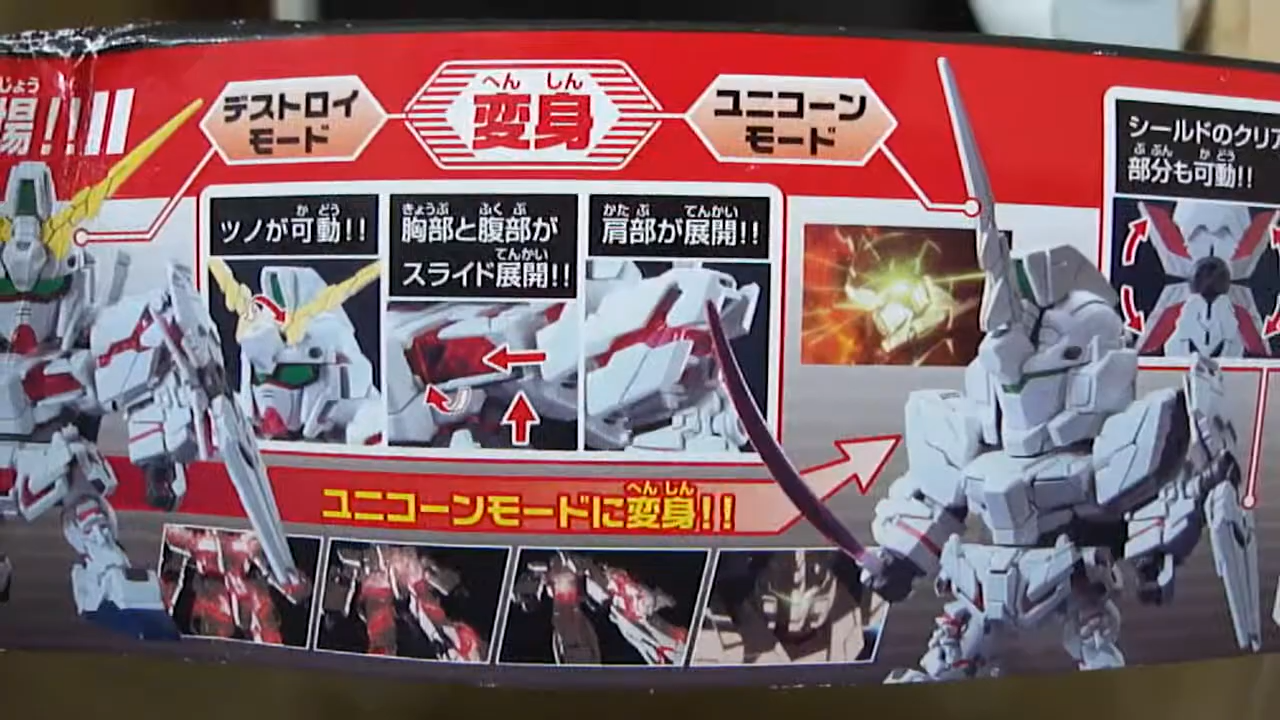 じょう
場!!
デストロイ
モード
へんしん
変身
ユニコーン
モード
かどう
ツノが可動!!
きょうぶ ふくぶ
胸部と腹部が
てんかい
スライド展開!!
かたぶ てんかい
肩部が展開!!
シールドのクリア
ぶぶん かどう
部分も可動!!
へんしん
ユニコーンモードに変身!!